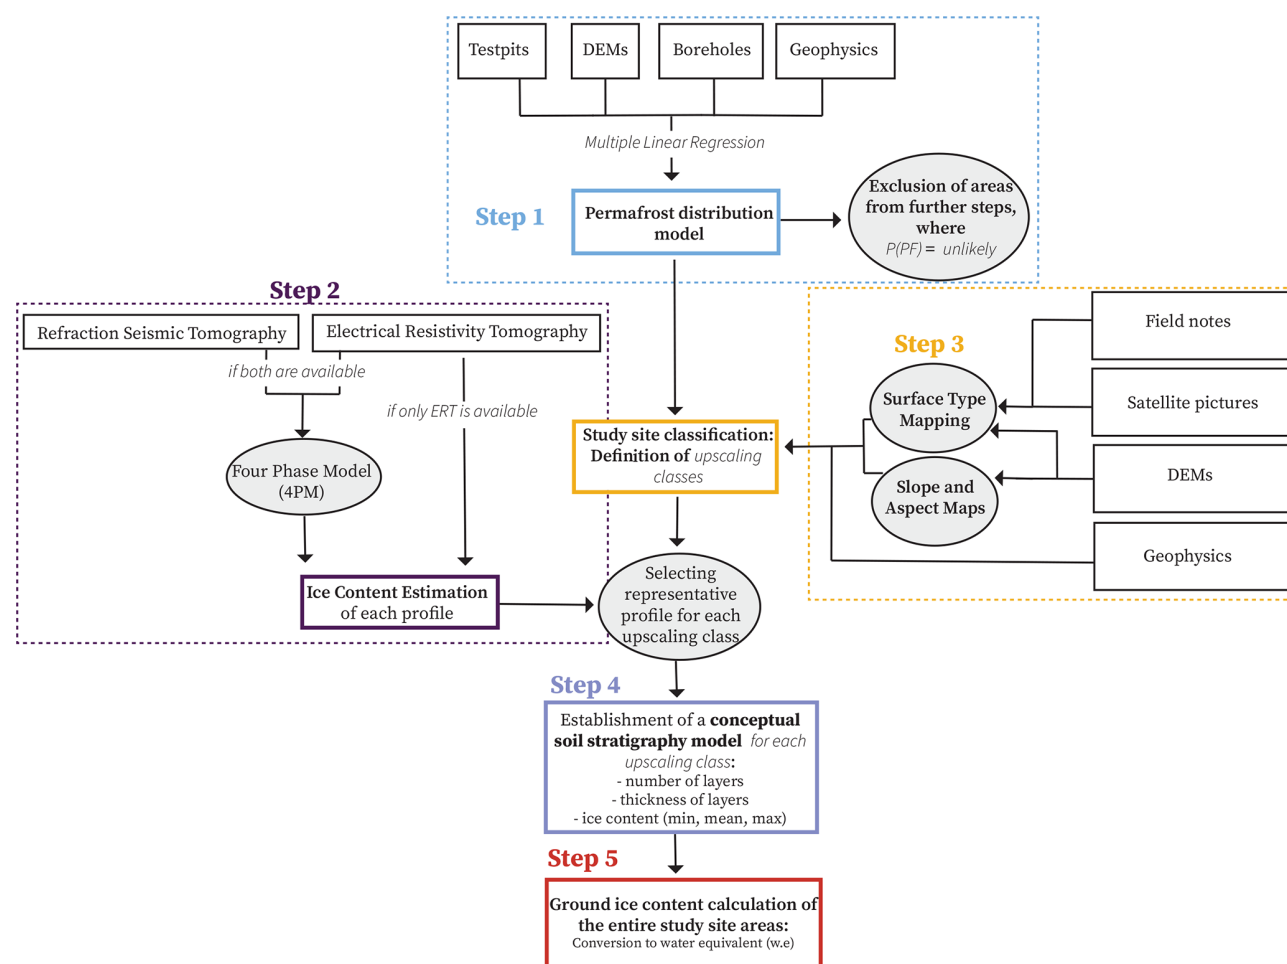 Testpits
DEMs
Boreholes
Geophysics
Multiple Linear Regression
Step 1
Permafrost distribution
model
Exclusion of areas
from further steps,
where
P(PF) = unlikely
Step 2
Refraction Seismic Tomography
Electrical Resistivity Tomography
if both are available
if only ERT is available
Four Phase Model
(4PM)
Ice Content Estimation
of each profile
Step 3
Field notes
Satellite pictures
DEMs
Geophysics
Surface Type
Mapping
Slope and
Aspect Maps
Study site classification:
Definition of upscaling
classes
Selecting
representative
profile for each
upscaling class
Step 4
Establishment of a conceptual
soil stratigraphy model for each
upscaling class:
- number of layers
- thickness of layers
- ice content (min, mean, max)
Step 5
Ground ice content calculation of
the entire study site areas:
Conversion to water equivalent (w.e)